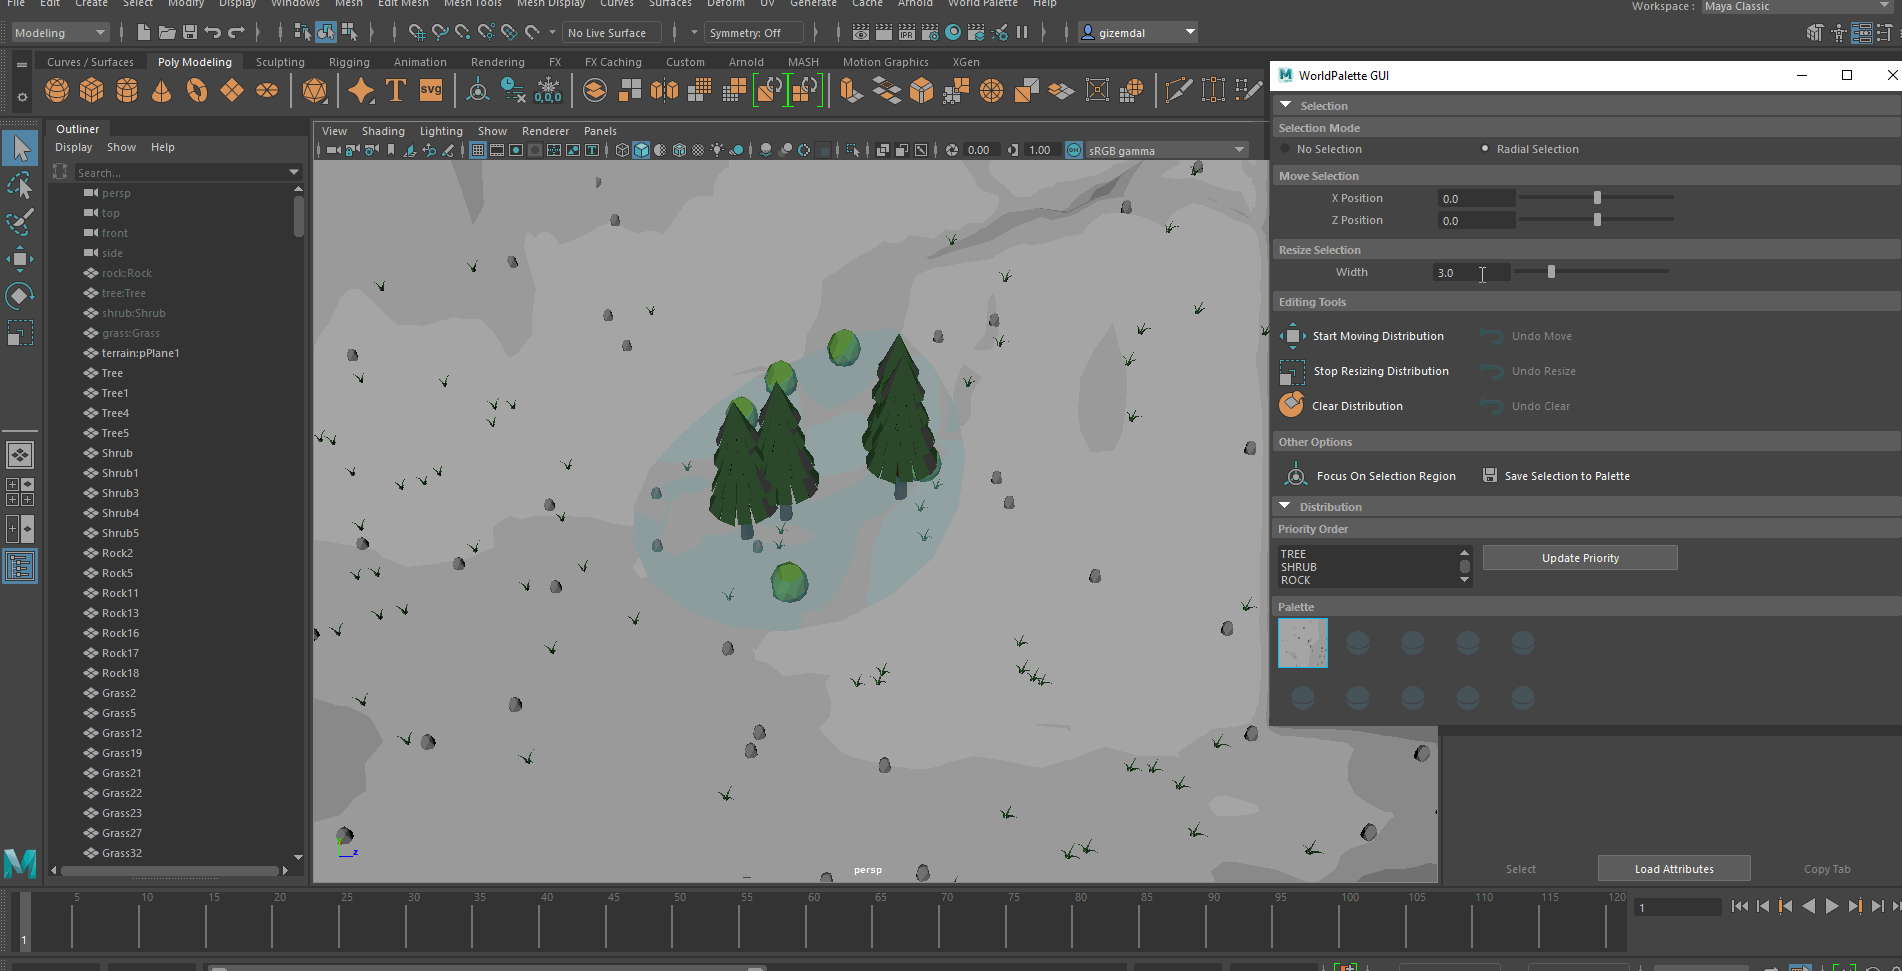 File Edit Create Select Modify Display Windows Mesh Edit Mesh Mesh Tools Mesh Display Curves Surfaces Deform UV Generate Cache Arnold World Palette Help
Workspace : Maya Classic
Modeling No Live Surface Symmetry: Off gizemdal
Curves / Surfaces Poly Modeling Sculpting Rigging Animation Rendering FX FX Caching Custom Arnold MASH Motion Graphics XGen
SVG 0,0,0
IPR
Outliner
Display Show Help
Search...
persp
top
front
side
rock:Rock
tree:Tree
shrub:Shrub
grass:Grass
terrain:pPlane1
Tree
Tree1
Tree4
Tree5
Shrub
Shrub1
Shrub3
Shrub4
Shrub5
Rock2
Rock5
Rock11
Rock13
Rock16
Rock17
Rock18
Grass2
Grass5
Grass12
Grass19
Grass21
Grass22
Grass23
Grass27
Grass32
View Shading Lighting Show Renderer Panels
0.00 1.00 ON sRGB gamma
z
persp
M WorldPalette GUI
Selection
Selection Mode
No Selection Radial Selection
Move Selection
X Position 0.0
Z Position 0.0
Resize Selection
Width 3.0
Editing Tools
Start Moving Distribution Undo Move
Stop Resizing Distribution Undo Resize
Clear Distribution Undo Clear
Other Options
Focus On Selection Region Save Selection to Palette
Distribution
Priority Order
TREE
SHRUB
ROCK
Update Priority
Palette
Select Load Attributes Copy Tab
5 10 15 20 25 30 35 40 45 50 55 60 65 70 75 80 85 90 95 100 105 110 115 120
1
1